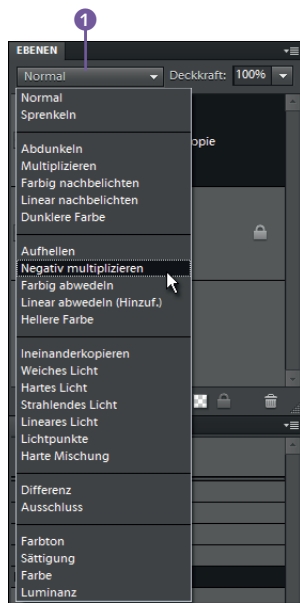 1
EBENEN
Normal Deckkraft: 100%
Normal
Sprenkeln
opie
Abdunkeln
Multiplizieren
Farbig nachbelichten
Linear nachbelichten
Dunklere Farbe
Aufhellen
Negativ multiplizieren
Farbig abwedeln
Linear abwedeln (Hinzuf.)
Hellere Farbe
Ineinanderkopieren
Weiches Licht
Hartes Licht
Strahlendes Licht
Lineares Licht
Lichtpunkte
Harte Mischung
Differenz
Ausschluss
Farbton
Sättigung
Farbe
Luminanz